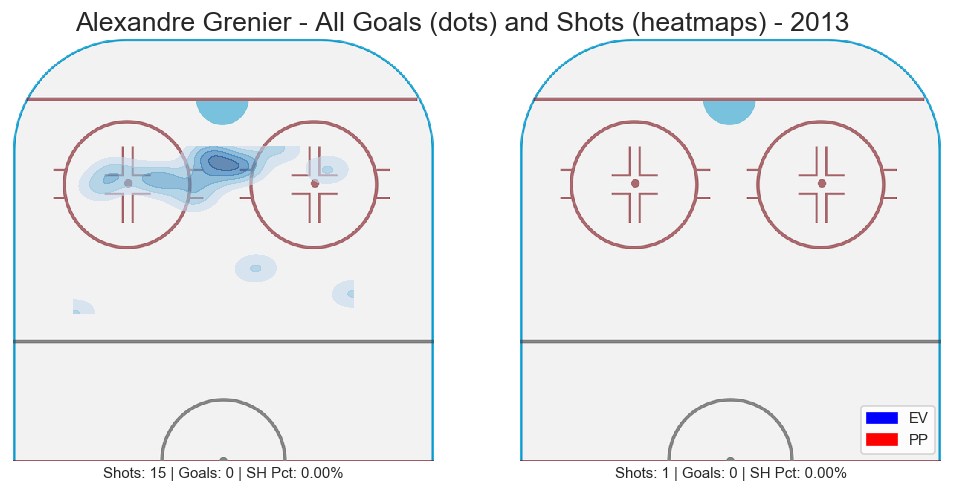 Alexandre Grenier - All Goals (dots) and Shots (heatmaps) - 2013
EV
PP
Shots: 15 | Goals: 0 | SH Pct: 0.00%
Shots: 1 | Goals: 0 | SH Pct: 0.00%